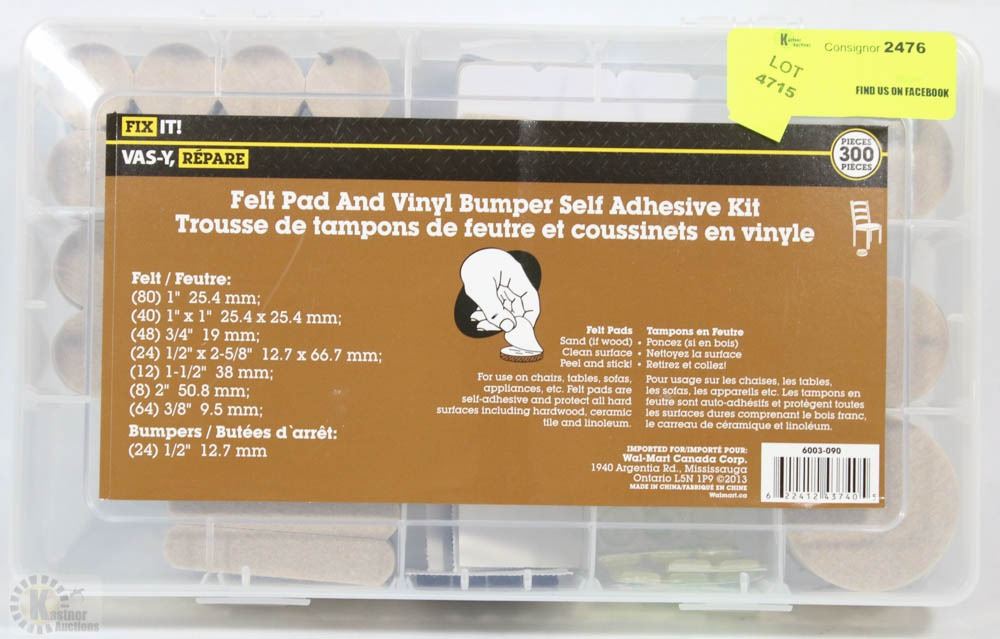 Kastner Auctions
Consignor 2476
LOT
4715
FIND US ON FACEBOOK
FIX IT!
VAS-Y, RÉPARE
PIECES
300
PIECES
Felt Pad And Vinyl Bumper Self Adhesive Kit
Trousse de tampons de feutre et coussinets en vinyle
Felt / Feutre:
(80) 1" 25.4 mm;
(40) 1" x 1" 25.4 x 25.4 mm;
(48) 3/4" 19 mm;
(24) 1/2" x 2-5/8" 12.7 x 66.7 mm;
(12) 1-1/2" 38 mm;
(8) 2" 50.8 mm;
(64) 3/8" 9.5 mm;
Bumpers / Butées d`arrêt:
(24) 1/2" 12.7 mm
Felt Pads
Sand (if wood) •
Clean surface •
Peel and stick! •
Tampons en Feutre
Poncez (si en bois)
Nettoyez la surface
Retirez et collez!
For use on chairs, tables, sofas,
appliances, etc. Felt pads are
self-adhesive and protect all hard
surfaces including hardwood, ceramic
tile and linoleum.
Pour usage sur les chaises, les tables,
les sofas, les appareils etc. Les tampons en
feutre sont auto-adhésifs et protègent toutes
les surfaces dures comprenant le bois franc,
le carreau de céramique et linoléum.
IMPORTED FOR/IMPORTÉ POUR:
Wal-Mart Canada Corp.
1940 Argentia Rd., Mississauga
Ontario L5N 1P9 ©2013
MADE IN CHINA/FABRIQUÉ EN CHINE
Walmart.ca
6003-090
6 22412 43740 5
Kastner
Auctions